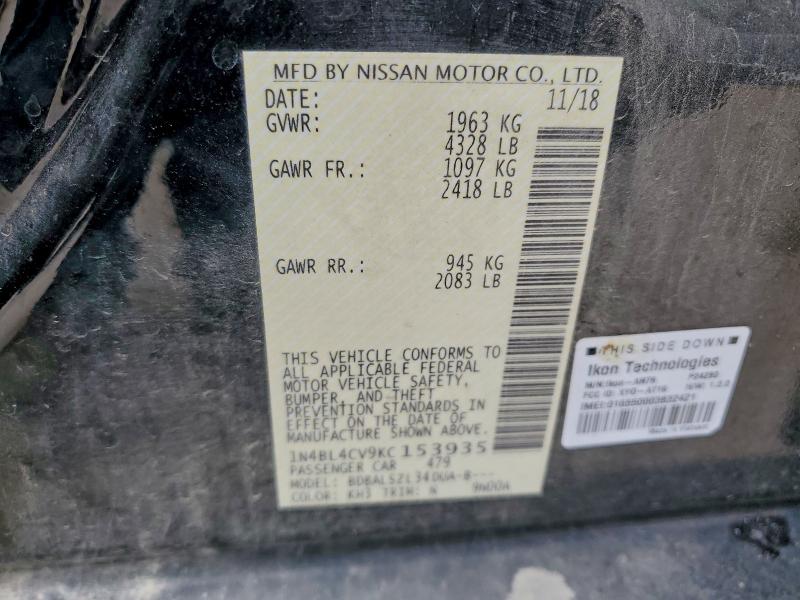 MFD BY NISSAN MOTOR CO., LTD.
DATE: 11/18
GVWR: 1963 KG
4328 LB
GAWR FR.: 1097 KG
2418 LB
GAWR RR.: 945 KG
2083 LB
THIS VEHICLE CONFORMS TO
ALL APPLICABLE FEDERAL
MOTOR VEHICLE SAFETY,
BUMPER, AND THEFT
PREVENTION STANDARDS IN
EFFECT ON THE DATE OF
MANUFACTURE SHOWN ABOVE.
1N4BL4CV9KC153935
PASSENGER CAR 479
MODEL:
COLOR: KH3 TRIM:
THIS SIDE DOWN
Ikon Technologies
FCC ID:
IMEI: